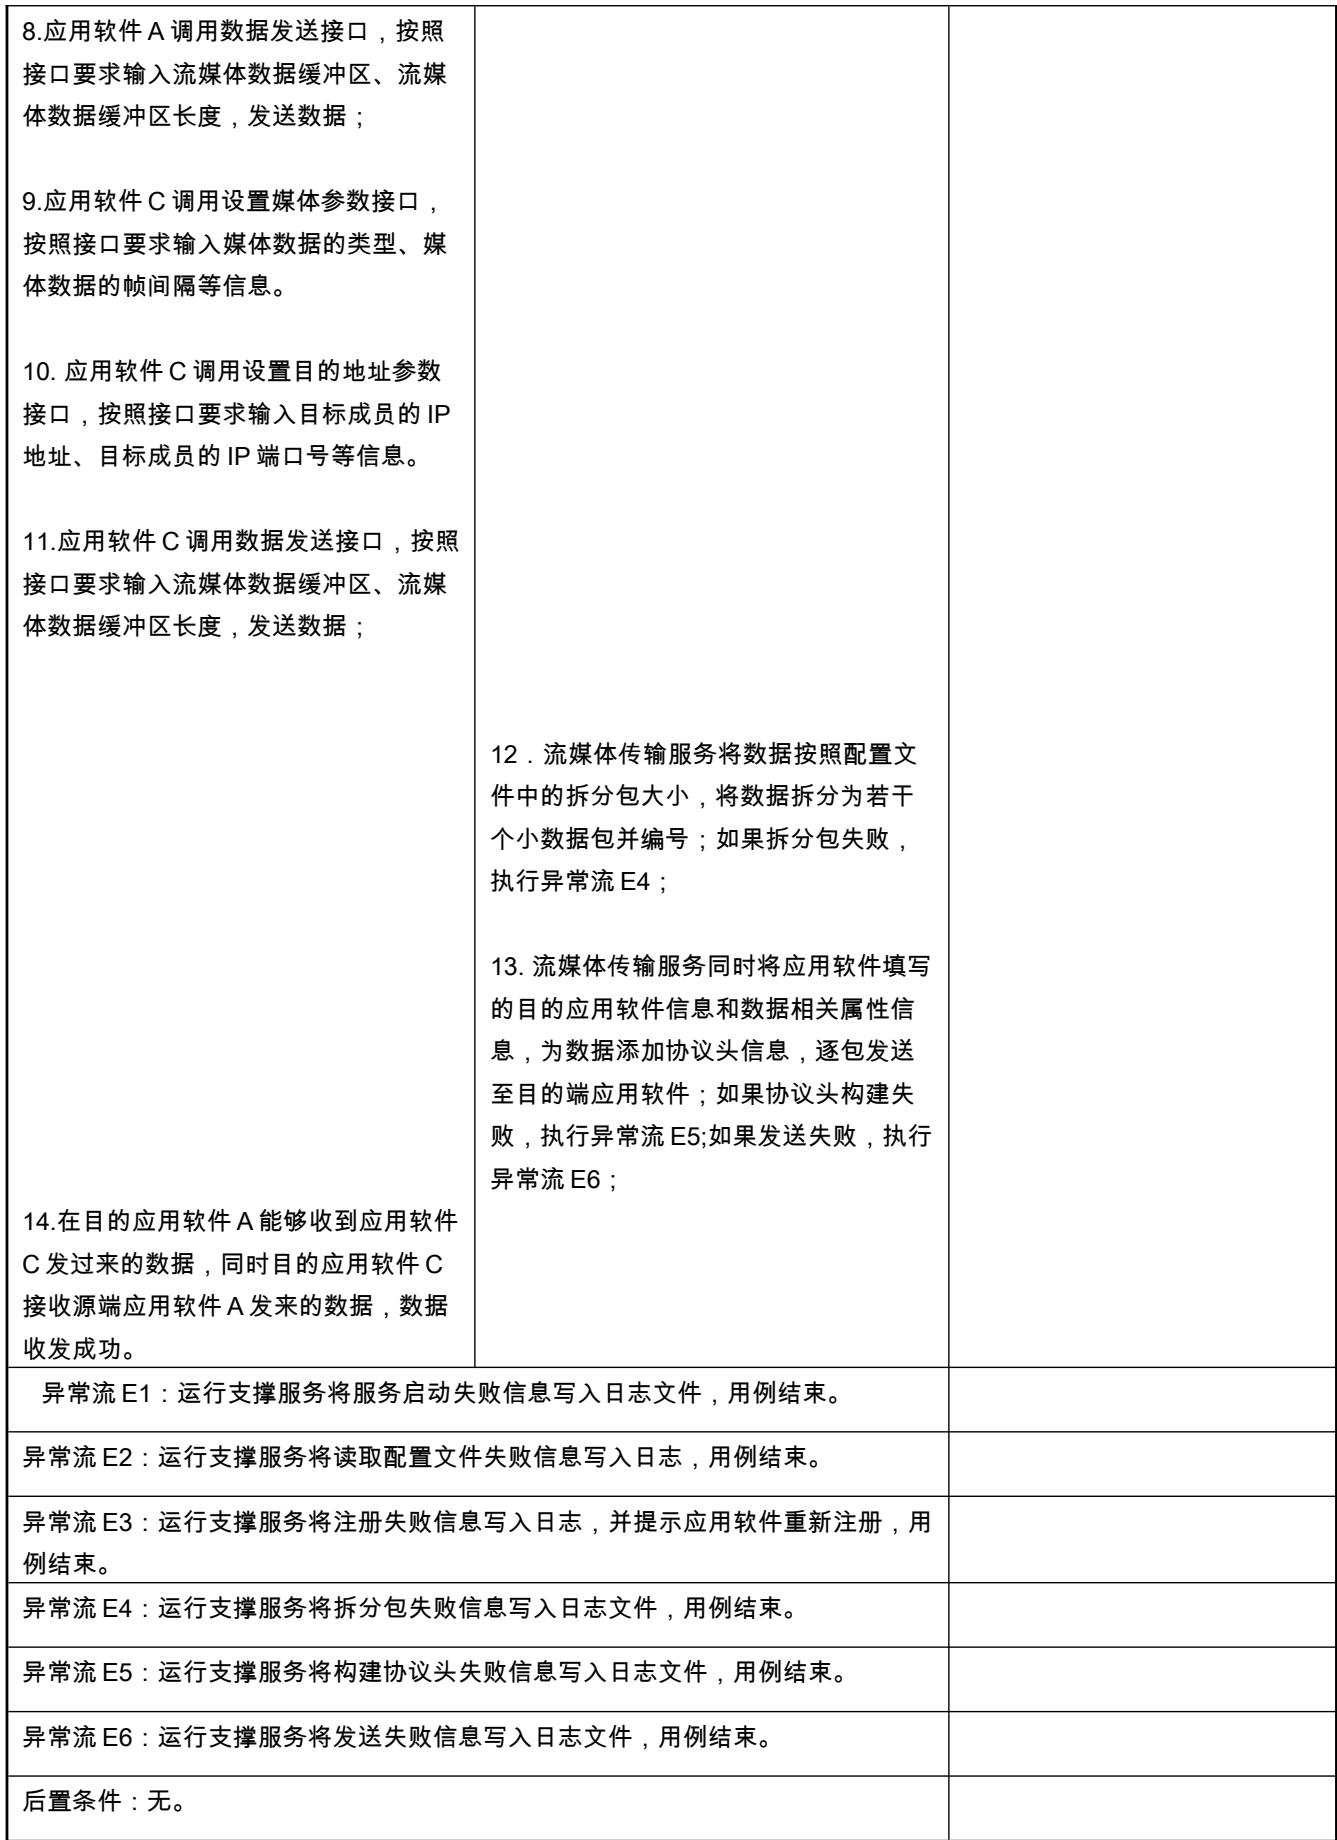 8.应用软件 A 调用数据发送接口，按照
接口要求输入流媒体数据缓冲区、流媒
体数据缓冲区长度，发送数据；
9.应用软件 C 调用设置媒体参数接口，
按照接口要求输入媒体数据的类型、媒
体数据的帧间隔等信息。
10. 应用软件 C 调用设置目的地址参数
接口，按照接口要求输入目标成员的 IP
地址、目标成员的 IP 端口号等信息。
11.应用软件 C 调用数据发送接口，按照
接口要求输入流媒体数据缓冲区、流媒
体数据缓冲区长度，发送数据；
12．流媒体传输服务将数据按照配置文
件中的拆分包大小，将数据拆分为若干
个小数据包并编号；如果拆分包失败，
执行异常流 E4；
13. 流媒体传输服务同时将应用软件填写
的目的应用软件信息和数据相关属性信
息，为数据添加协议头信息，逐包发送
至目的端应用软件；如果协议头构建失
败，执行异常流 E5;如果发送失败，执行
异常流 E6；
14.在目的应用软件 A 能够收到应用软件
C 发过来的数据，同时目的应用软件 C
接收源端应用软件 A 发来的数据，数据
收发成功。
异常流 E1：运行支撑服务将服务启动失败信息写入日志文件，用例结束。
异常流 E2：运行支撑服务将读取配置文件失败信息写入日志，用例结束。
异常流 E3：运行支撑服务将注册失败信息写入日志，并提示应用软件重新注册，用
例结束。
异常流 E4：运行支撑服务将拆分包失败信息写入日志文件，用例结束。
异常流 E5：运行支撑服务将构建协议头失败信息写入日志文件，用例结束。
异常流 E6：运行支撑服务将发送失败信息写入日志文件，用例结束。
后置条件：无。